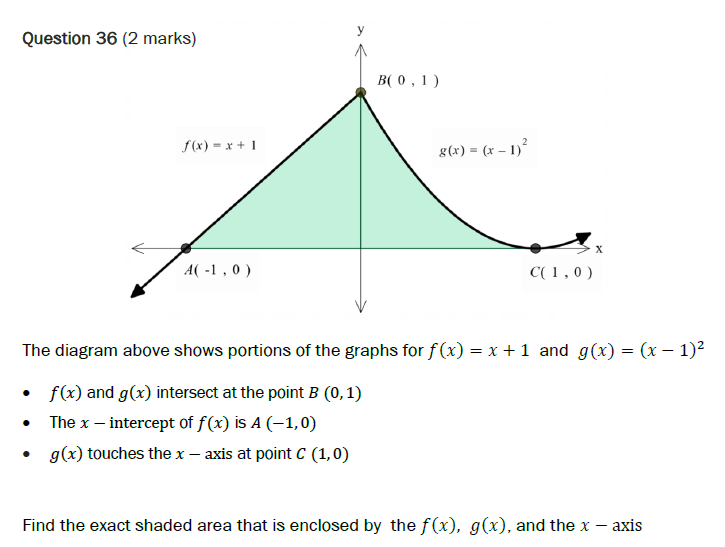 Question 36 (2 marks)
y
B( 0 , 1 )
f(x) = x + 1
g(x) = (x – 1)²
x
A( -1 , 0 )
C( 1 , 0 )
The diagram above shows portions of the graphs for f(x) = x + 1 and g(x) = (x − 1)²
• f(x) and g(x) intersect at the point B (0, 1)
• The x − intercept of f(x) is A (−1, 0)
• g(x) touches the x − axis at point C (1, 0)
Find the exact shaded area that is enclosed by the f(x), g(x), and the x − axis